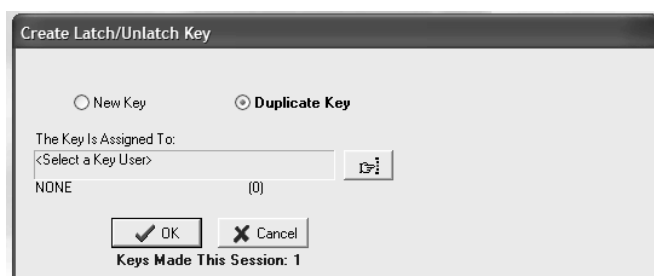 Create Latch/Unlatch Key
New Key Duplicate Key
The Key Is Assigned To:
<Select a Key User>
NONE (0)
OK Cancel
Keys Made This Session: 1